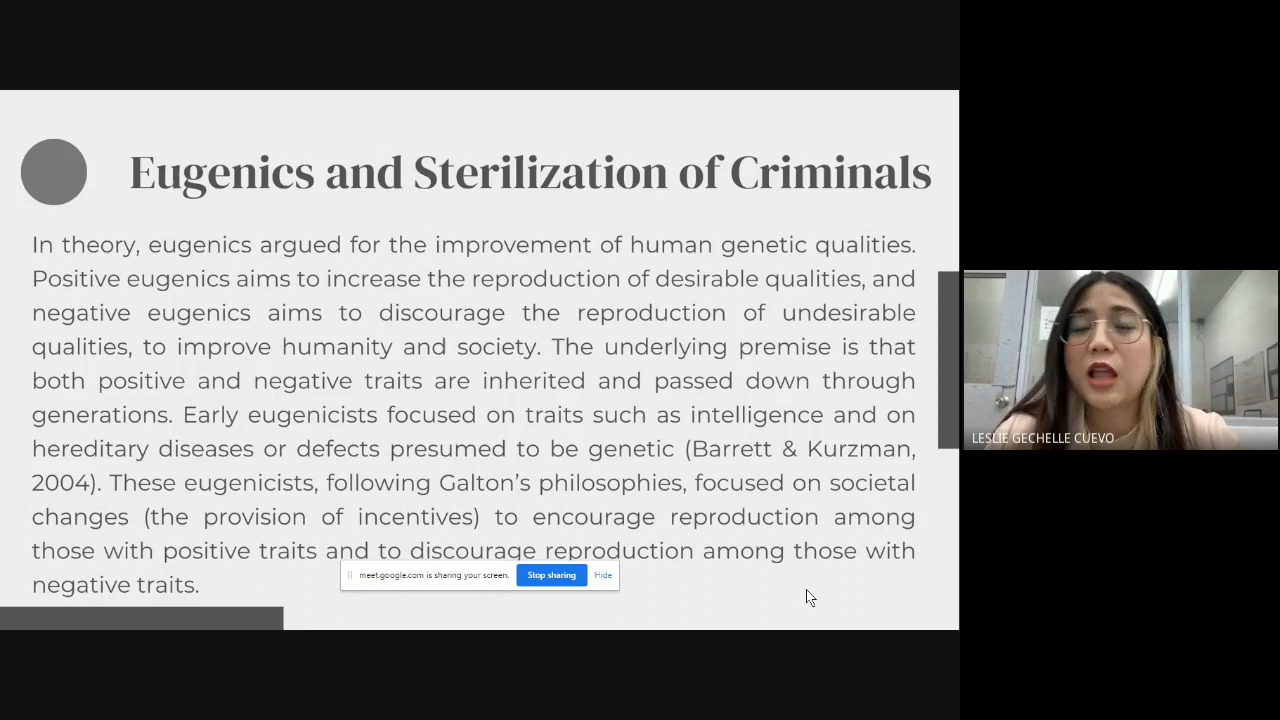 Eugenics and Sterilization of Criminals
In theory, eugenics argued for the improvement of human genetic qualities.
Positive eugenics aims to increase the reproduction of desirable qualities, and
negative eugenics aims to discourage the reproduction of undesirable
qualities, to improve humanity and society. The underlying premise is that
both positive and negative traits are inherited and passed down through
generations. Early eugenicists focused on traits such as intelligence and on
hereditary diseases or defects presumed to be genetic (Barrett & Kurzman,
2004). These eugenicists, following Galton's philosophies, focused on societal
changes (the provision of incentives) to encourage reproduction among
those with positive traits and to discourage reproduction among those with
negative traits.
meet.google.com is sharing your screen. Stop sharing Hide
LESLIE GECHELLE CUEVO